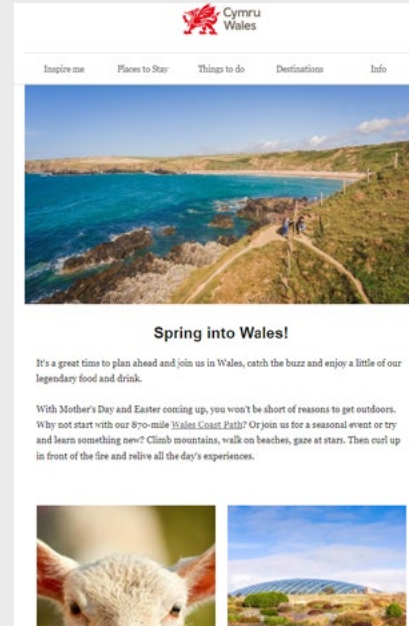 Cymru
Wales
Inspire me Places to Stay Things to do Destinations Info
Spring into Wales!
It's a great time to plan ahead and join us in Wales, catch the buzz and enjoy a little of our
legendary food and drink.
With Mother's Day and Easter coming up, you won't be short of reasons to get outdoors.
Why not start with our 870-mile Wales Coast Path? Or join us for a seasonal event or try
and learn something new? Climb mountains, walk on beaches, gaze at stars. Then curl up
in front of the fire and relive all the day's experiences.